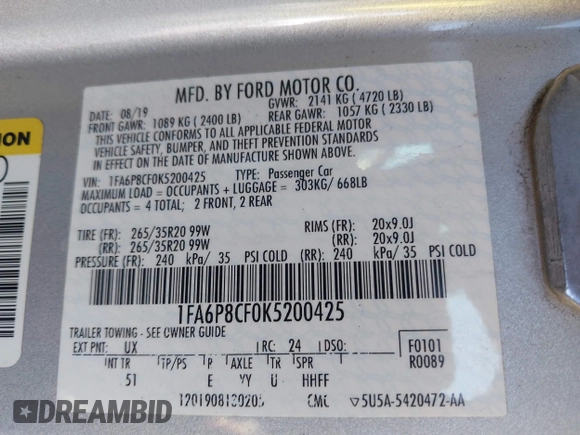 MFD. BY FORD MOTOR CO.
DATE: 08/19 GVWR: 2141 KG ( 4720 LB)
FRONT GAWR: 1089 KG ( 2400 LB) REAR GAWR: 1057 KG ( 2330 LB)
THIS VEHICLE CONFORMS TO ALL APPLICABLE FEDERAL MOTOR
VEHICLE SAFETY, BUMPER, AND THEFT PREVENTION STANDARDS
IN EFFECT ON THE DATE OF MANUFACTURE SHOWN ABOVE.
VIN: 1FA6P8CF0K5200425 TYPE: Passenger Car
MAXIMUM LOAD = OCCUPANTS + LUGGAGE = 303KG/ 668LB
OCCUPANTS = 4 TOTAL; 2 FRONT, 2 REAR
TIRE (FR): 265/35R20 99W RIMS (FR): 20x9.0J
(RR): 265/35R20 99W (RR): 20x9.0J
PRESSURE (FR): 240 kPa/ 35 PSI COLD (RR): 240 kPa/ 35 PSI COLD
1FA6P8CF0K5200425
TRAILER TOWING - SEE OWNER GUIDE
EXT PNT: UX RC: 24 DSO: F0101
INT TR TP/PS R AXLE TR SPR R0089
51 E YY U HHFF
▽5U5A-5420472-AA
DREAMBID